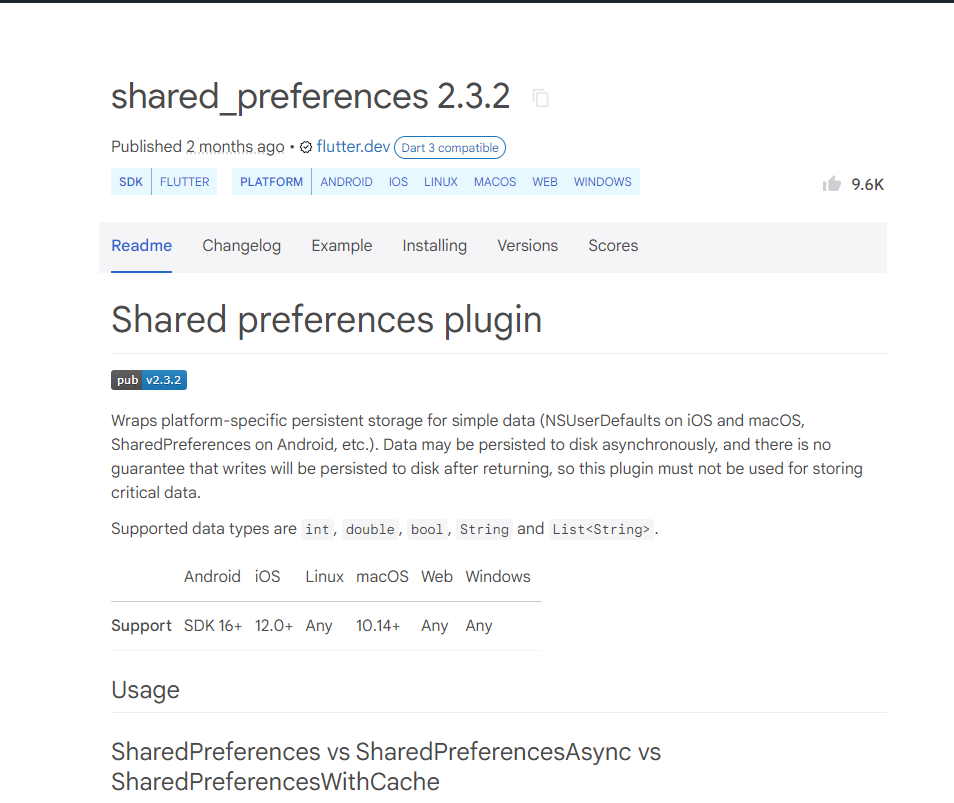 shared_preferences 2.3.2
Published 2 months ago • flutter.dev Dart 3 compatible
SDK FLUTTER PLATFORM ANDROID IOS LINUX MACOS WEB WINDOWS 9.6K
Readme Changelog Example Installing Versions Scores
Shared preferences plugin
pub v2.3.2
Wraps platform-specific persistent storage for simple data (NSUserDefaults on iOS and macOS,
SharedPreferences on Android, etc.). Data may be persisted to disk asynchronously, and there is no
guarantee that writes will be persisted to disk after returning, so this plugin must not be used for storing
critical data.
Supported data types are int, double, bool, String and List<String>.
Android iOS Linux macOS Web Windows
Support SDK 16+ 12.0+ Any 10.14+ Any Any
Usage
SharedPreferences vs SharedPreferencesAsync vs
SharedPreferencesWithCache